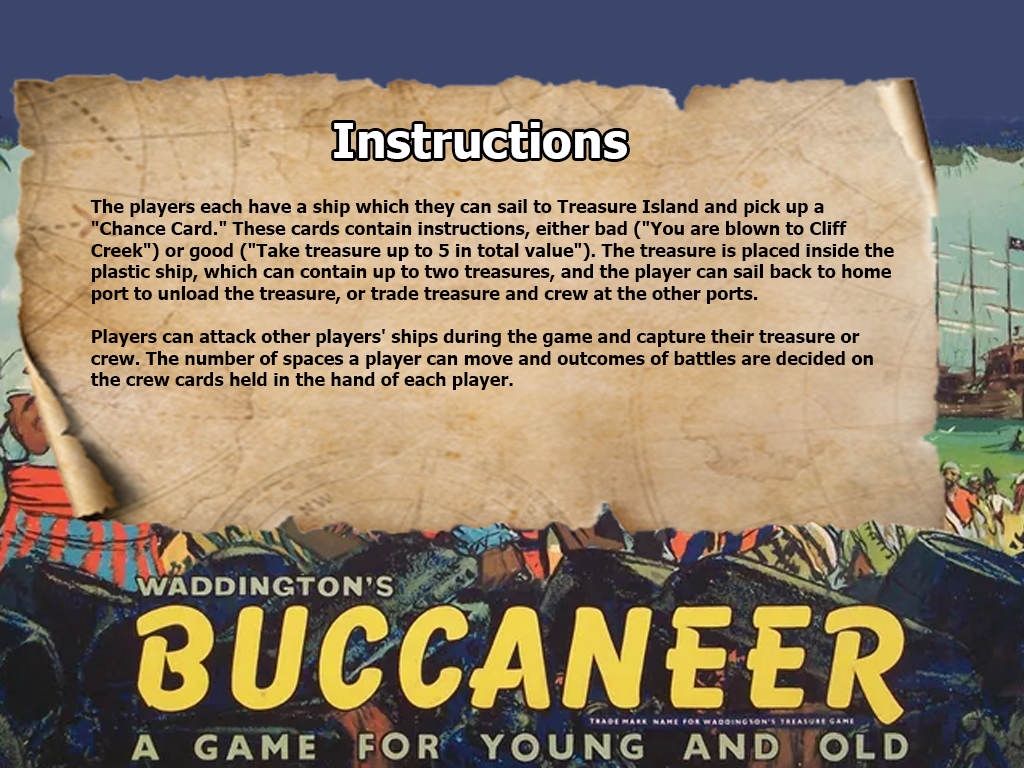 Instructions
The players each have a ship which they can sail to Treasure Island and pick up a
"Chance Card." These cards contain instructions, either bad ("You are blown to Cliff
Creek") or good ("Take treasure up to 5 in total value"). The treasure is placed inside the
plastic ship, which can contain up to two treasures, and the player can sail back to home
port to unload the treasure, or trade treasure and crew at the other ports.
Players can attack other players' ships during the game and capture their treasure or
crew. The number of spaces a player can move and outcomes of battles are decided on
the crew cards held in the hand of each player.
WADDINGTON'S
BUCCANEER
TRADE MARK NAME FOR WADDINGSON'S TREASURE GAME
A GAME FOR YOUNG AND OLD